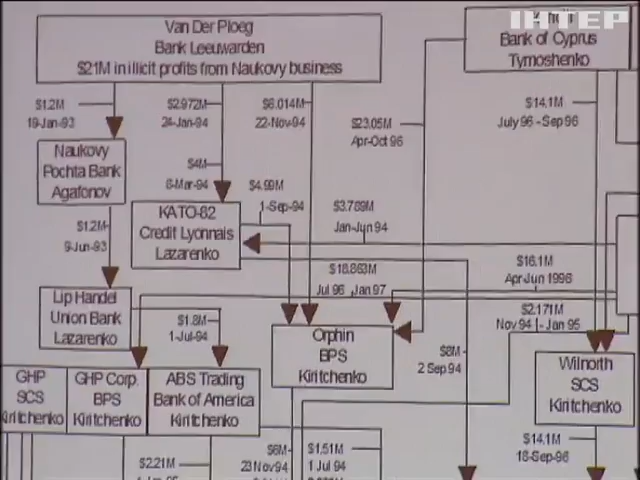 ІНТЕР
Van Der Ploeg
Bank Leeuwarden
$21M in illicit profits from Naukovy business
Bank of Cyprus
Tymoshenko
$1.2M
19-Jan-93
$2.972M
24-Jan-94
$6.014M
22-Nov-94
$23.05M
Apr-Oct 96
$14.1M
July 96 - Sep 96
Naukovy
Pochta Bank
Agafonov
$4M
8-Mar-94
$4.99M
1-Sep-94
$3.789M
Jan-Jun 94
KATO-82
Credit Lyonnais
Lazarenko
$1.2M
9-Jun-93
$18.863M
Jul 96 Jan 97
$16.1M
Apr-Jun 1996
Lip Handel
Union Bank
Lazarenko
$1.8M
1-Jul-94
$2.171M
Nov 94 - Jan 95
Orphin
BPS
Kiritchenko
$8M
2 Sep 94
Wilnorth
SCS
Kiritchenko
GHP
SCS
Kiritchenko
GHP Corp.
BPS
Kiritchenko
ABS Trading
Bank of America
Kiritchenko
$14.1M
18-Sep-96
$2.21M
$6M
23 Nov 94
$1.51M
1 Jul 94